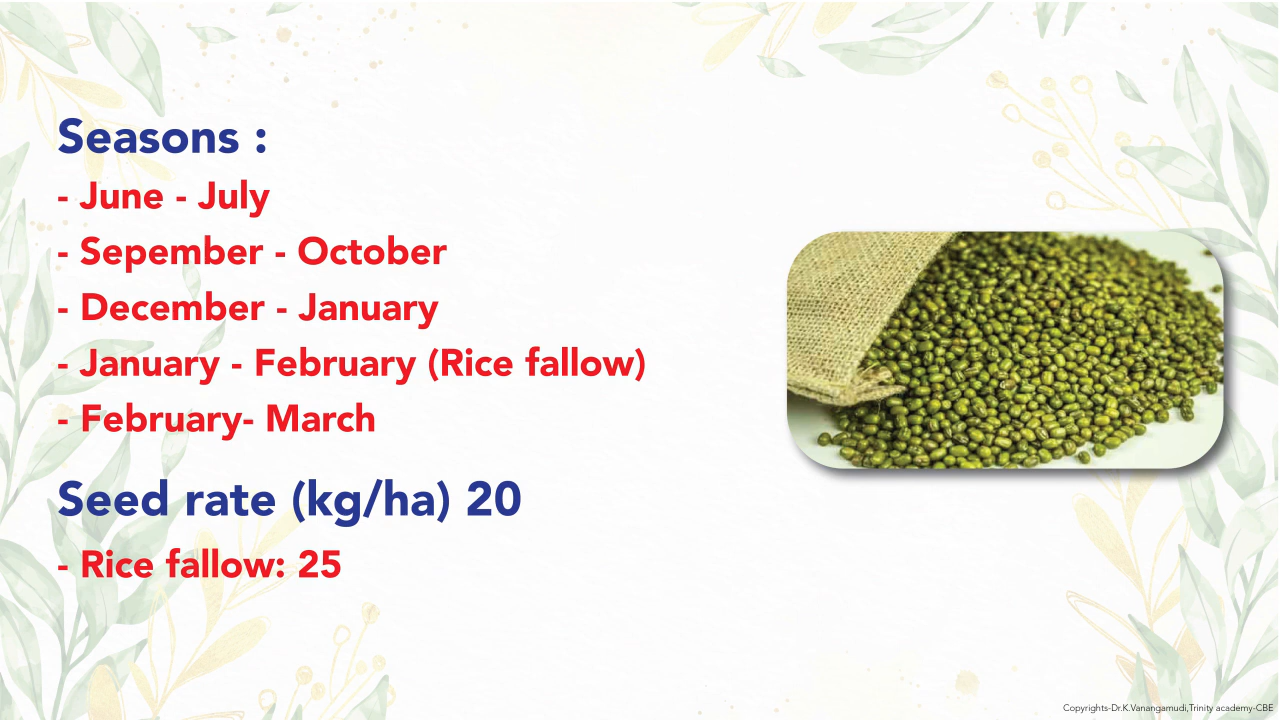 Seasons :
- June - July
- Sepember - October
- December - January
- January - February (Rice fallow)
- February- March
Seed rate (kg/ha) 20
- Rice fallow: 25
Copyrights-Dr.K.Vanangamudi,Trinity academy-CBE